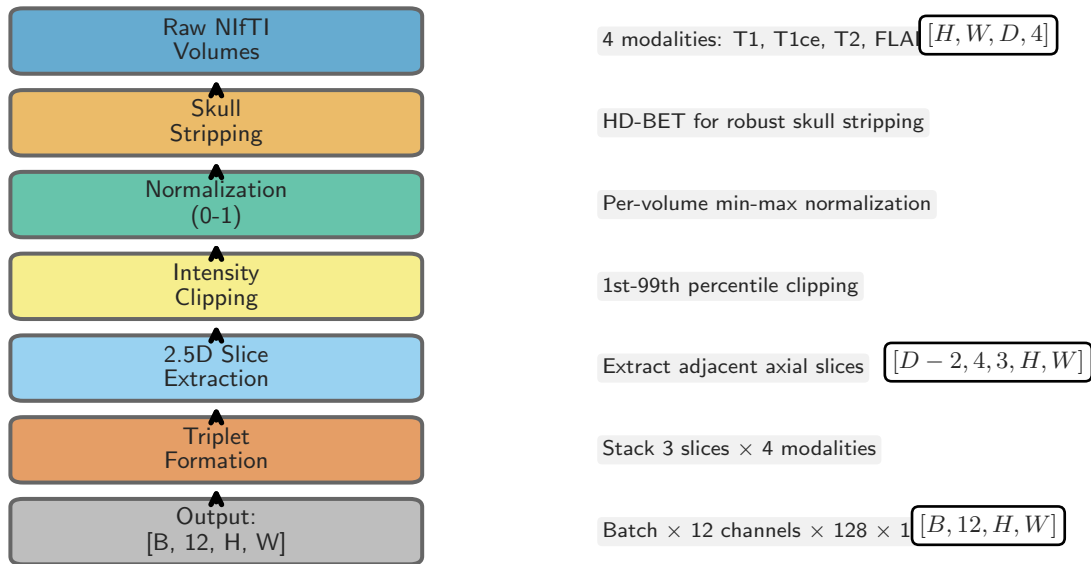 Raw NIfTI
Volumes
4 modalities: T1, T1ce, T2, FLAI
[H, W, D, 4]
Skull
Stripping
HD-BET for robust skull stripping
Normalization
(0-1)
Per-volume min-max normalization
Intensity
Clipping
1st-99th percentile clipping
2.5D Slice
Extraction
Extract adjacent axial slices
[D − 2, 4, 3, H, W]
Triplet
Formation
Stack 3 slices × 4 modalities
Output:
[B, 12, H, W]
Batch × 12 channels × 128 × 1
[B, 12, H, W]